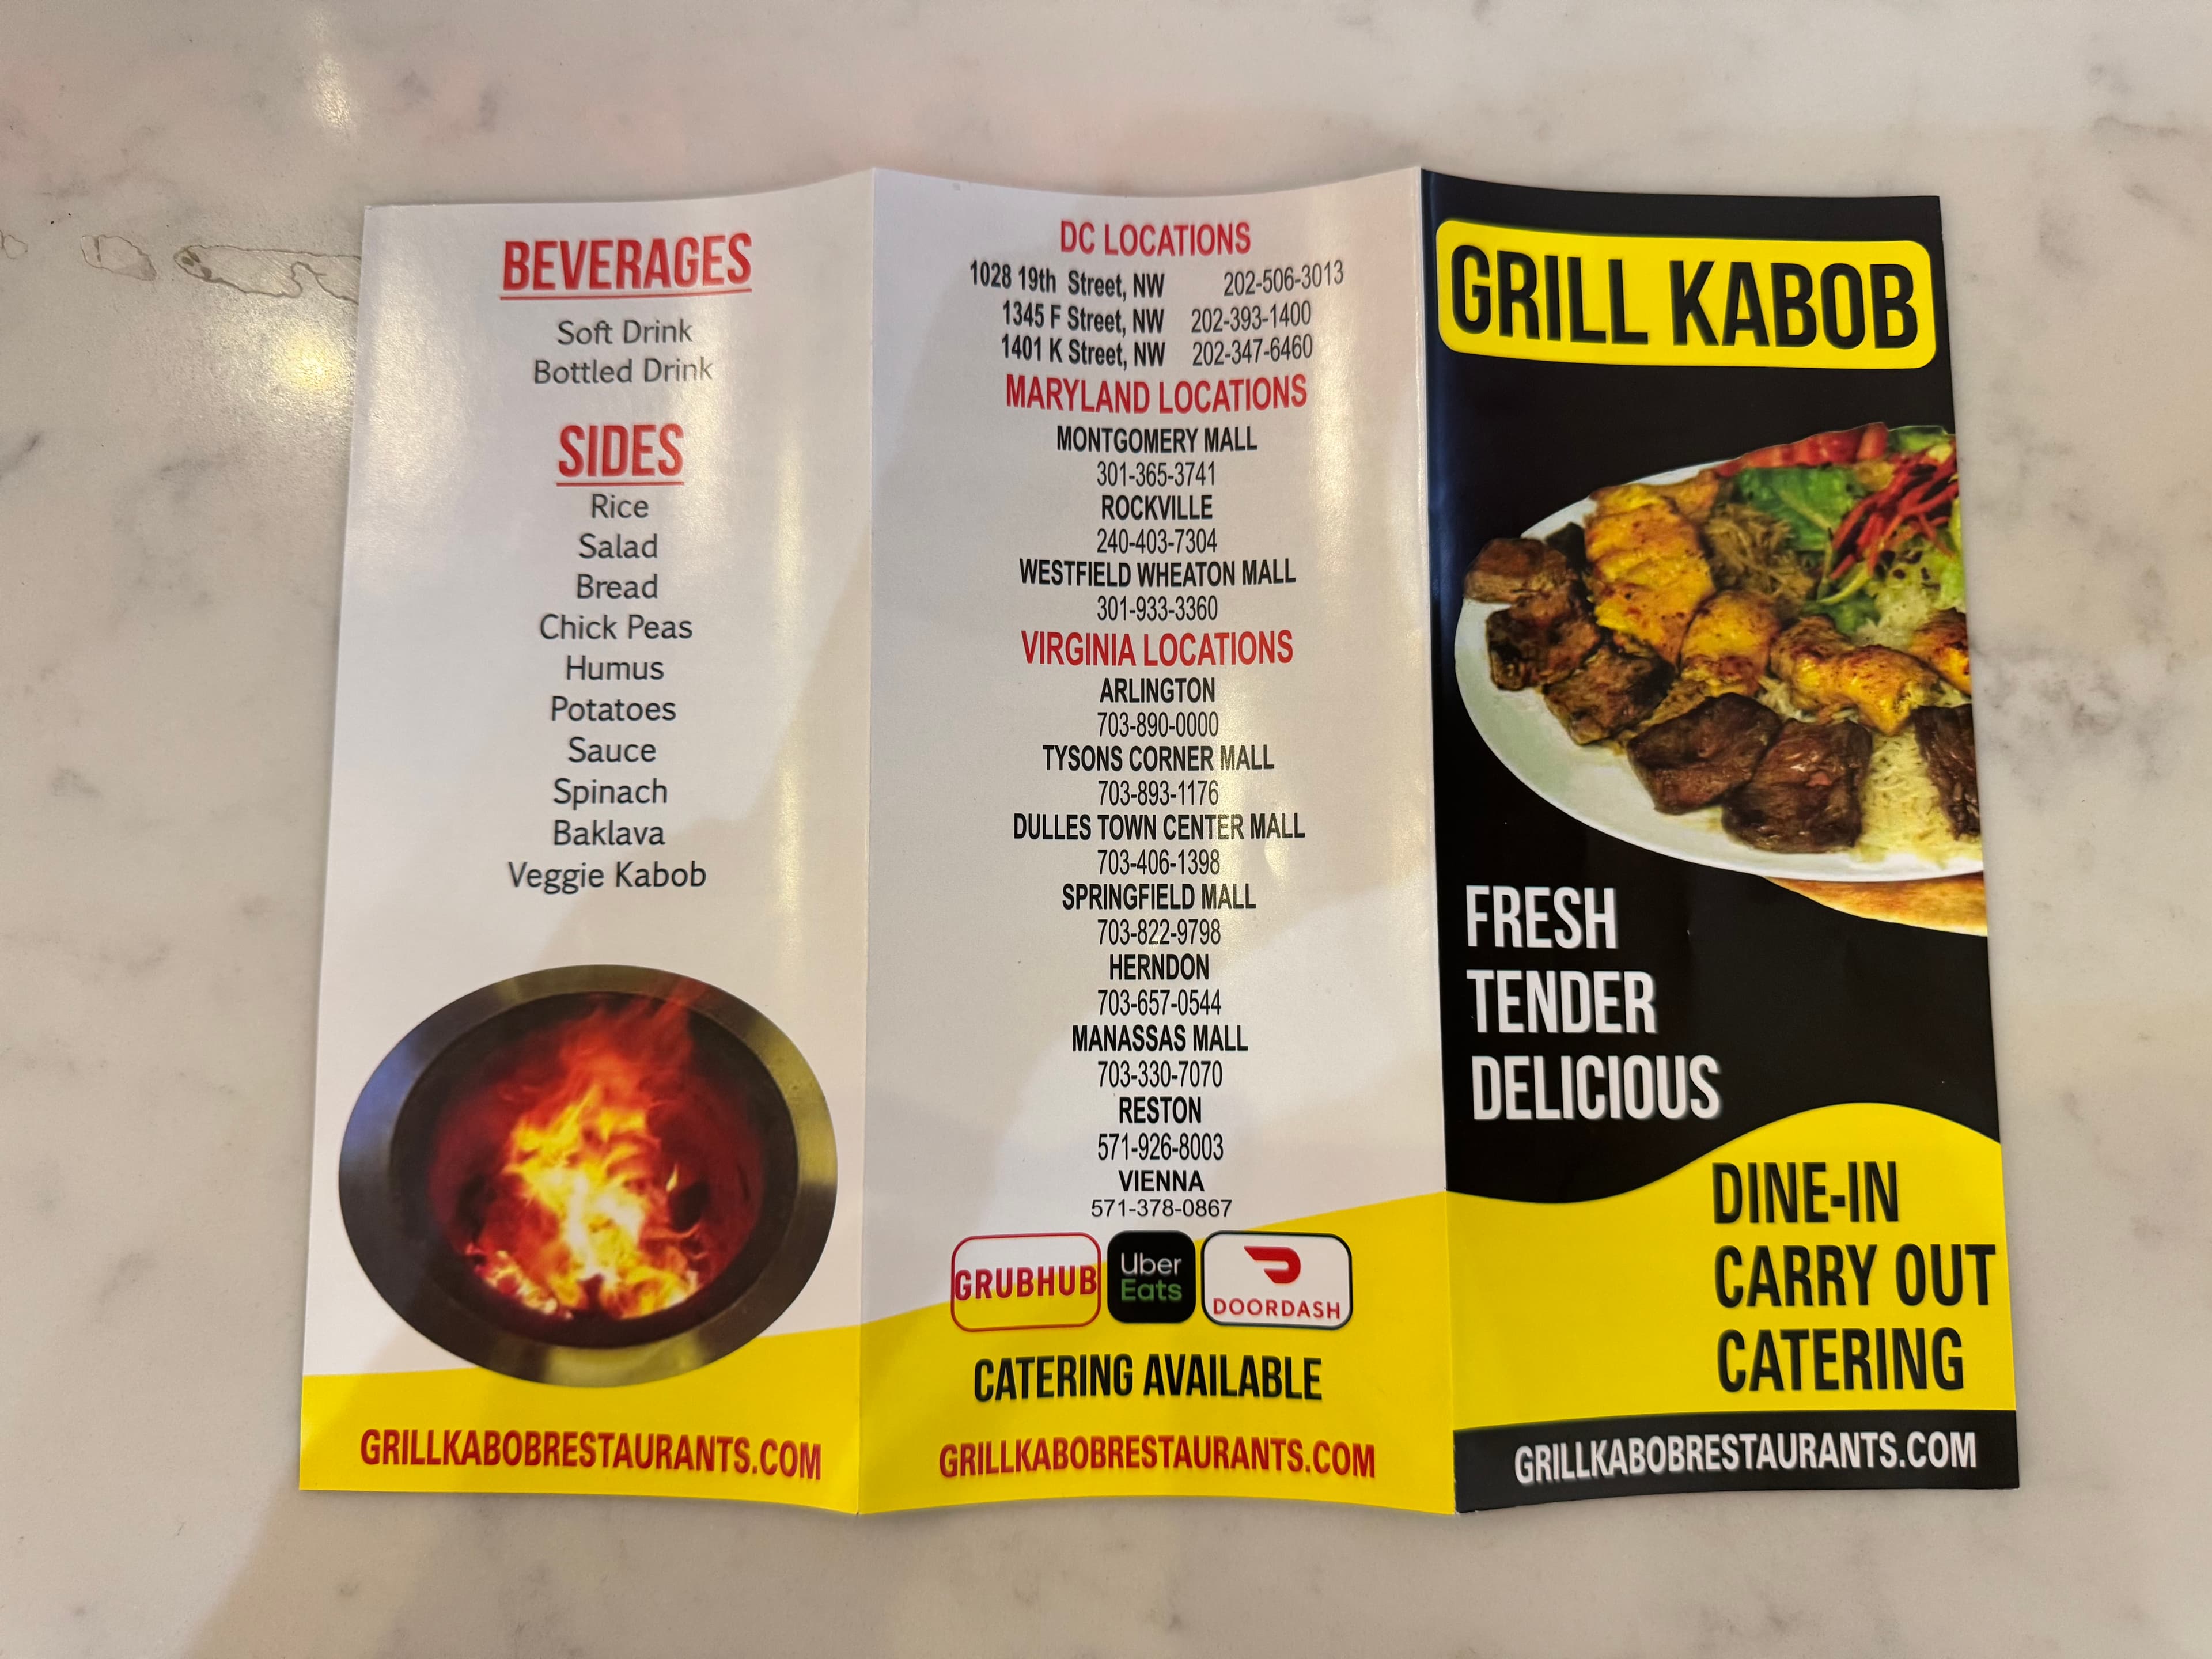 BEVERAGES
Soft Drink
Bottled Drink
SIDES
Rice
Salad
Bread
Chick Peas
Humus
Potatoes
Sauce
Spinach
Baklava
Veggie Kabob
GRILLKABOBRESTAURANTS.COM
DC LOCATIONS
1028 19th Street, NW 202-506-3013
1345 F Street, NW 202-393-1400
1401 K Street, NW 202-347-6460
MARYLAND LOCATIONS
MONTGOMERY MALL
301-365-3741
ROCKVILLE
240-403-7304
WESTFIELD WHEATON MALL
301-933-3360
VIRGINIA LOCATIONS
ARLINGTON
703-890-0000
TYSONS CORNER MALL
703-893-1176
DULLES TOWN CENTER MALL
703-406-1398
SPRINGFIELD MALL
703-822-9798
HERNDON
703-657-0544
MANASSAS MALL
703-330-7070
RESTON
571-926-8003
VIENNA
571-378-0867
GRUBHUB
Uber
Eats
DOORDASH
CATERING AVAILABLE
GRILLKABOBRESTAURANTS.COM
GRILL KABOB
FRESH
TENDER
DELICIOUS
DINE-IN
CARRY OUT
CATERING
GRILLKABOBRESTAURANTS.COM